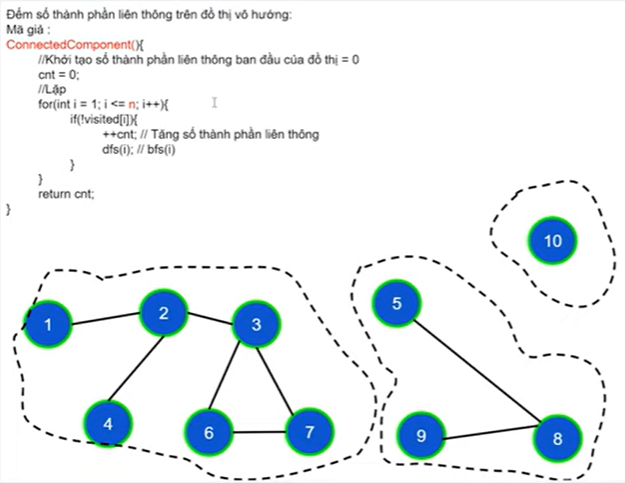 Đếm số thành phần liên thông trên đồ thị vô hướng:
Mã giả :
ConnectedComponent(){
//Khởi tạo số thành phần liên thông ban đầu của đồ thị = 0
cnt = 0;
//Lặp
for(int i = 1; i <= n; i++){
if(!visited[i]){
++cnt; // Tăng số thành phần liên thông
dfs(i); // bfs(i)
}
}
return cnt;
}
10
5
2
1
3
4
6
7
9
8